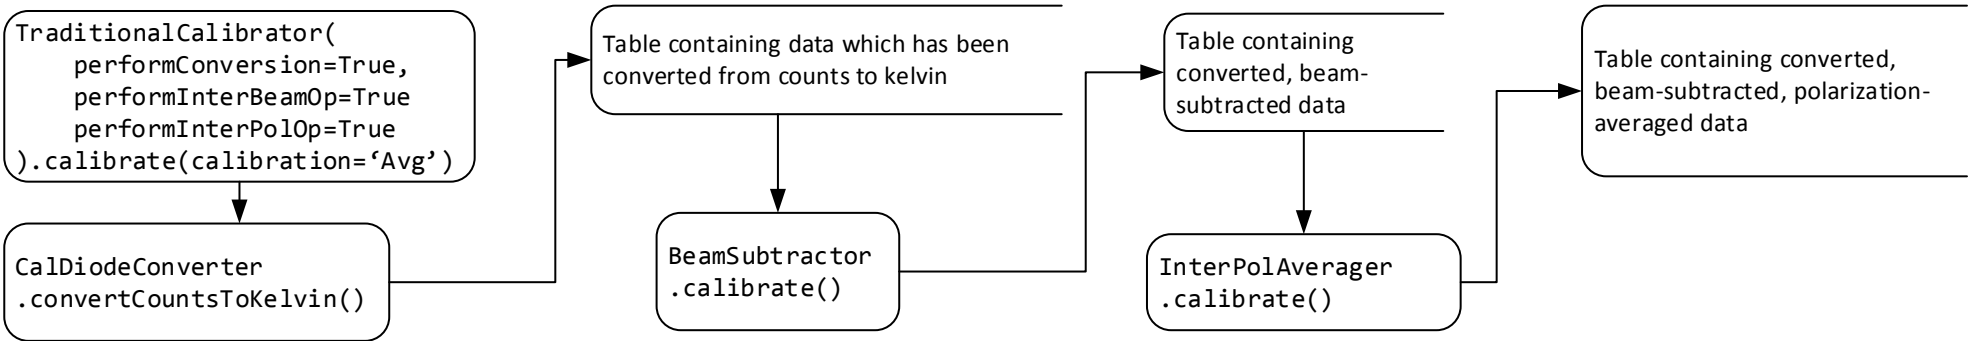 TraditionalCalibrator(
    performConversion=True,
    performInterBeamOp=True
    performInterPolOp=True
).calibrate(calibration=‘Avg’)
CalDiodeConverter
.convertCountsToKelvin()
Table containing data which has been
converted from counts to kelvin
BeamSubtractor
.calibrate()
Table containing
converted, beam-
subtracted data
InterPolAverager
.calibrate()
Table containing converted,
beam-subtracted, polarization-
averaged data